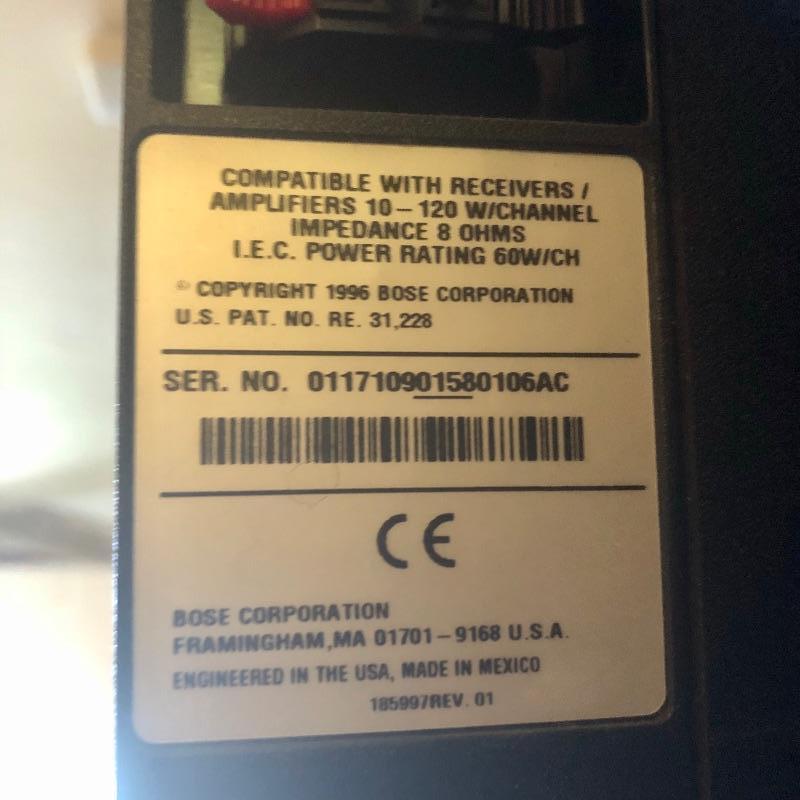 COMPATIBLE WITH RECEIVERS /
AMPLIFIERS 10 – 120 W/CHANNEL
IMPEDANCE 8 OHMS
I.E.C. POWER RATING 60W/CH
© COPYRIGHT 1996 BOSE CORPORATION
U.S. PAT. NO. RE. 31,228
SER. NO. 011710901580106AC
CE
BOSE CORPORATION
FRAMINGHAM,MA 01701–9168 U.S.A.
ENGINEERED IN THE USA, MADE IN MEXICO
185997REV. 01